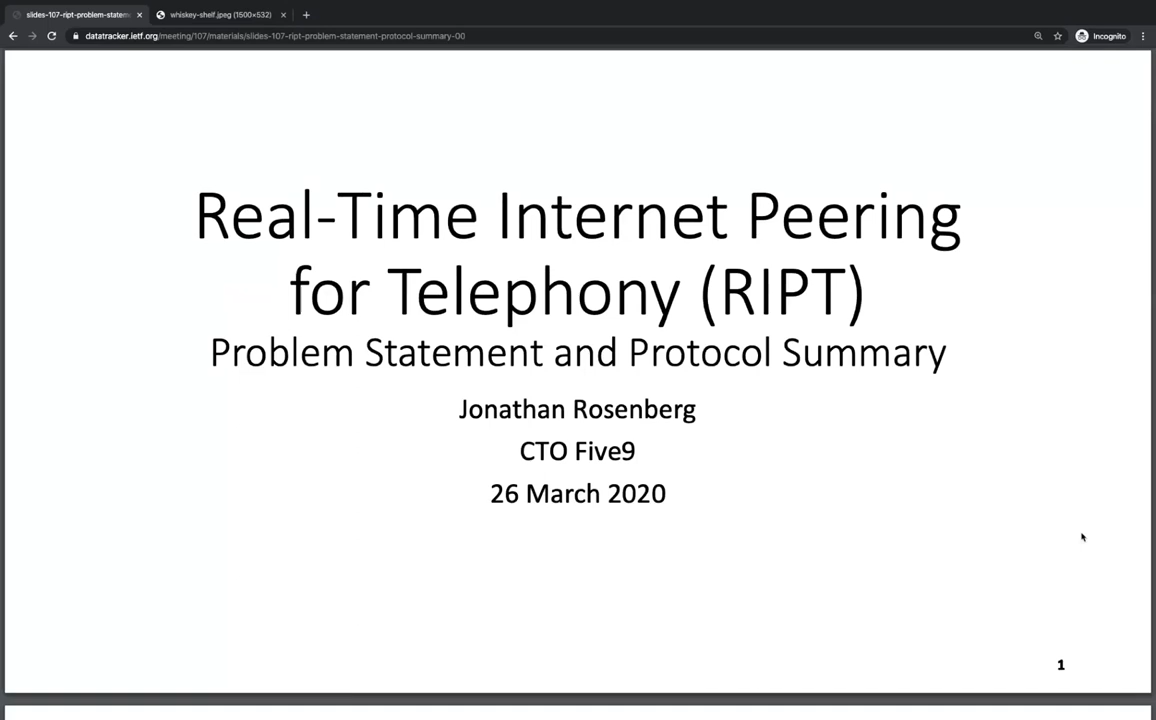 slides-107-ript-problem-statem
whiskey-shelf.jpeg (1500×532)
datatracker.ietf.org/meeting/107/materials/slides-107-ript-problem-statement-protocol-summary-00
Incognito
Real-Time Internet Peering
for Telephony (RIPT)
Problem Statement and Protocol Summary
Jonathan Rosenberg
CTO Five9
26 March 2020
1